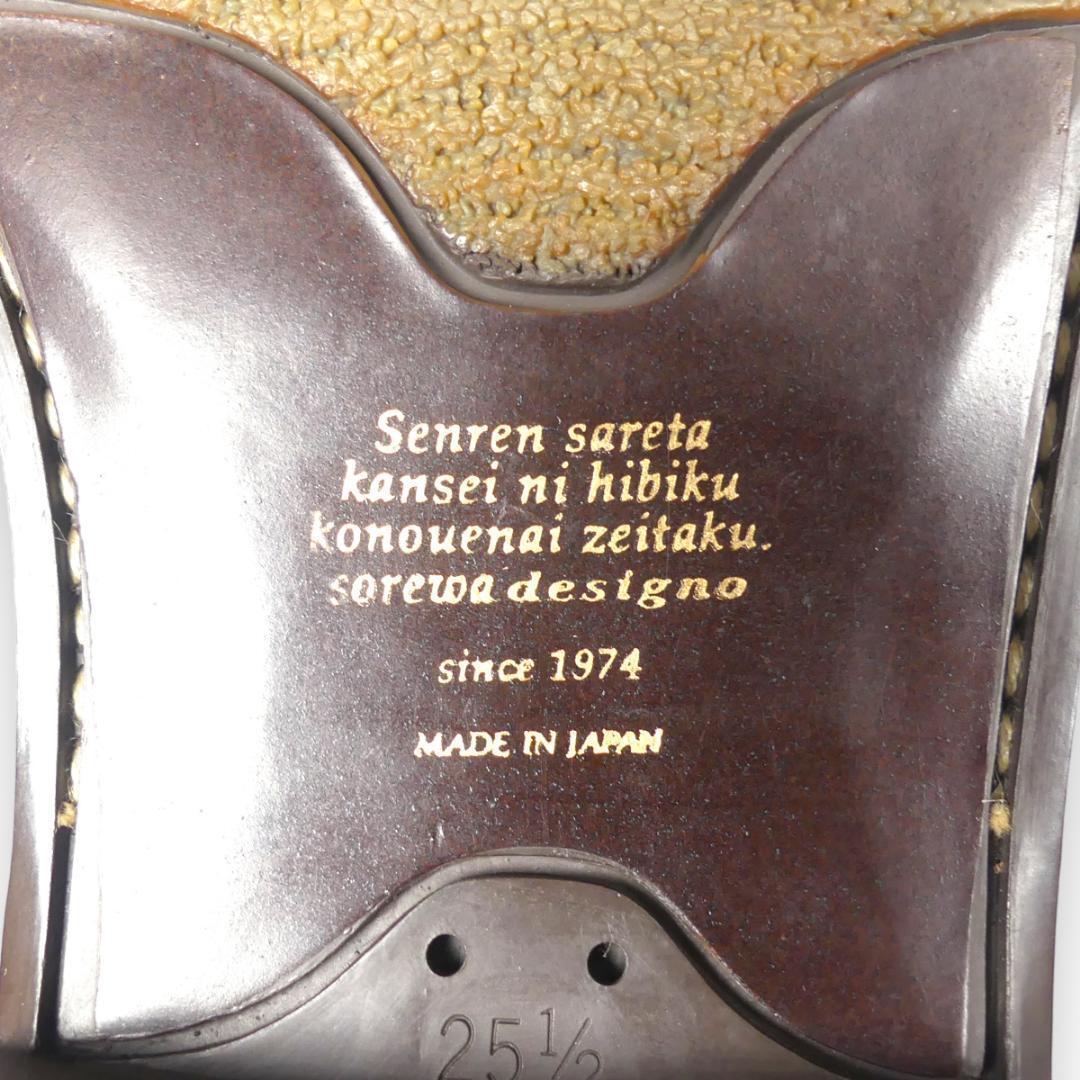 Senren sareta
kansei ni hibiku
konouenai zeitaku.
sorewa designo
since 1974
MADE IN JAPAN
25½